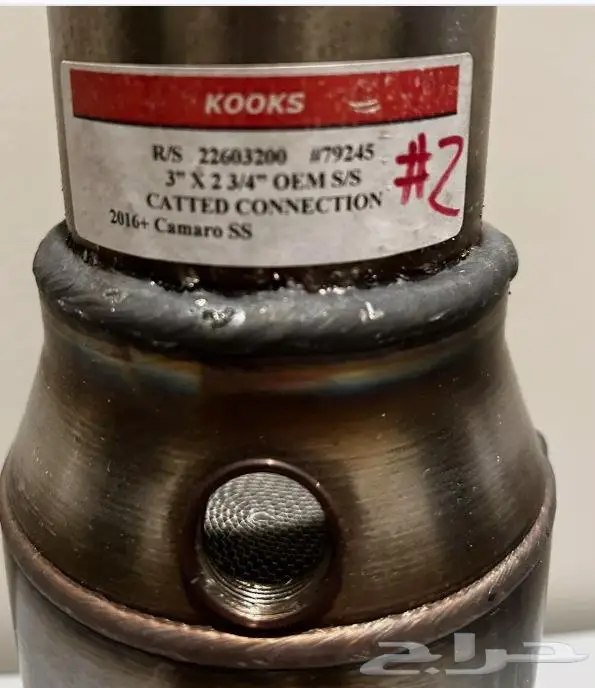 KOOKS
R/S 22603200 #79245
3" X 2 3/4" OEM S/S
CATTED CONNECTION
2016+ Camaro SS
#2
حراج